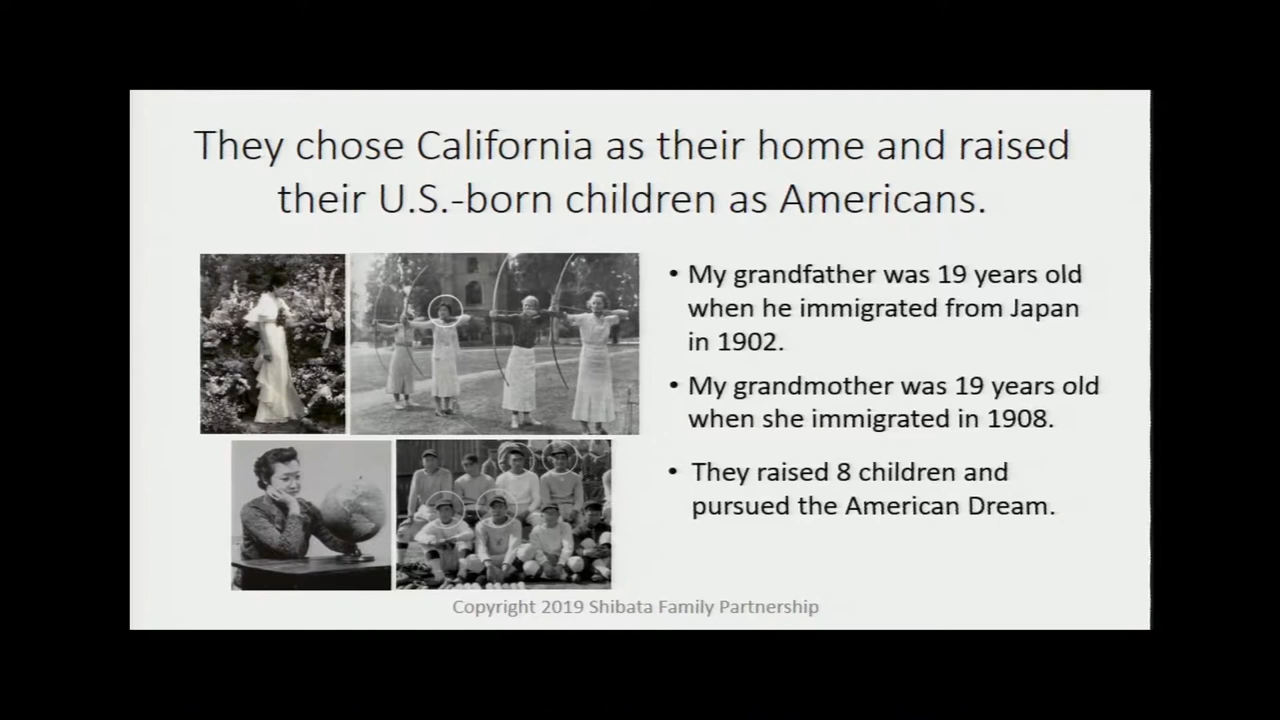 They chose California as their home and raised
their U.S.-born children as Americans.
• My grandfather was 19 years old
when he immigrated from Japan
in 1902.
• My grandmother was 19 years old
when she immigrated in 1908.
• They raised 8 children and
pursued the American Dream.
Copyright 2019 Shibata Family Partnership